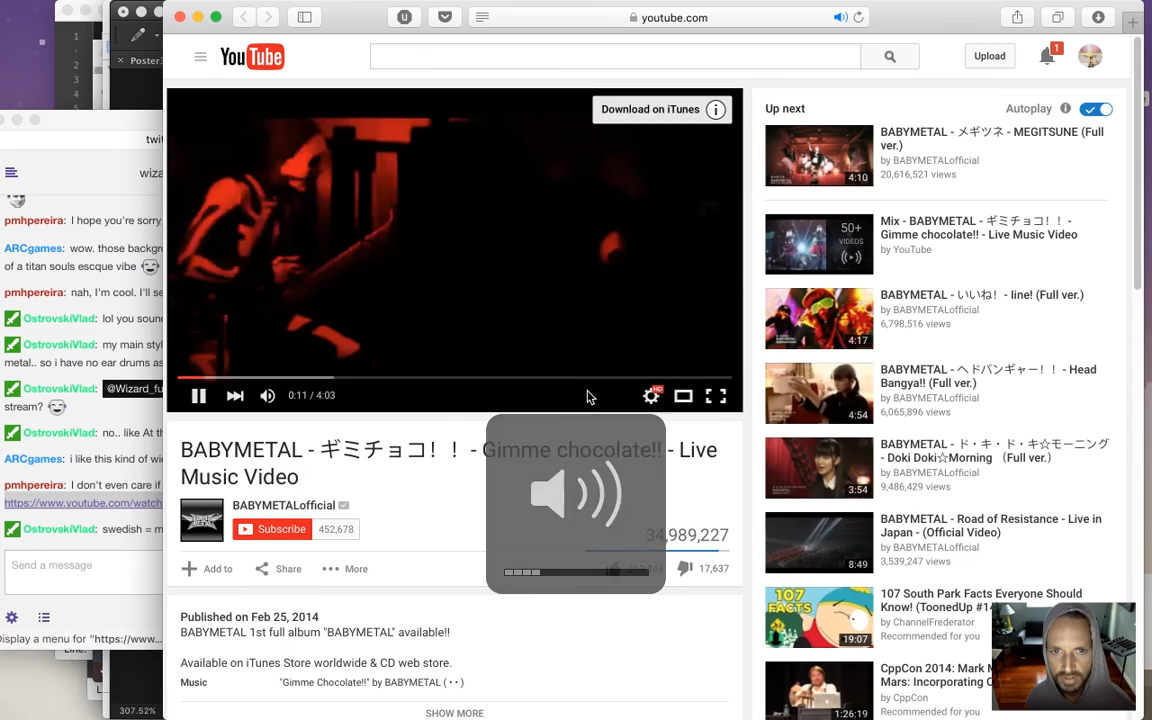 youtube.com
1
2
3
4
Poster3
YouTube
Upload
1
Download on iTunes
0:11 / 4:03
HD
BABYMETAL - ギミチョコ！！ - Gimme chocolate!! - Live
Music Video
BABYMETALofficial
Subscribe
452,678
34,989,227
Add to
Share
More
17,637
Published on Feb 25, 2014
BABYMETAL 1st full album "BABYMETAL" available!!
Available on iTunes Store worldwide & CD web store.
Music
"Gimme Chocolate!!" by BABYMETAL (・・)
SHOW MORE
Up next
Autoplay
BABYMETAL - メギツネ - MEGITSUNE (Full
ver.)
by BABYMETALofficial
20,616,521 views
4:10
Mix - BABYMETAL - ギミチョコ！！ -
Gimme chocolate!! - Live Music Video
by YouTube
50+
VIDEOS
BABYMETAL - いいね！ - Iine! (Full ver.)
by BABYMETALofficial
6,798,516 views
4:17
BABYMETAL - ヘドバンギャー！！ - Head
Bangya!! (Full ver.)
by BABYMETALofficial
6,065,896 views
4:54
BABYMETAL - ド・キ・ド・キ☆モーニング
- Doki Doki☆Morning （Full ver.）
by BABYMETALofficial
9,486,429 views
3:54
BABYMETAL - Road of Resistance - Live in
Japan - (Official Video)
by BABYMETALofficial
3,539,247 views
8:49
107 South Park Facts Everyone Should
Know! (ToonedUp #14
by ChannelFrederator
Recommended for you
107
FACTS
19:07
CppCon 2014: Mark M
Mars: Incorporating C
by CppCon
Recommended for you
1:26:19
twit
wiza
pmhpereira: I hope you're sorry
ARCgames: wow. those backgr
of a titan souls escque vibe
pmhpereira: nah, I'm cool. I'll se
OstrovskiVlad: lol you soun
OstrovskiVlad: my main styl
metal.. so i have no ear drums as
OstrovskiVlad: @Wizard_fu
stream?
OstrovskiVlad: no.. like At th
ARCgames: i like this kind of wi
pmhpereira: I don't even care if
https://www.youtube.com/watch
OstrovskiVlad: swedish = m
Send a message
Display a menu for “https://www...
307.52%